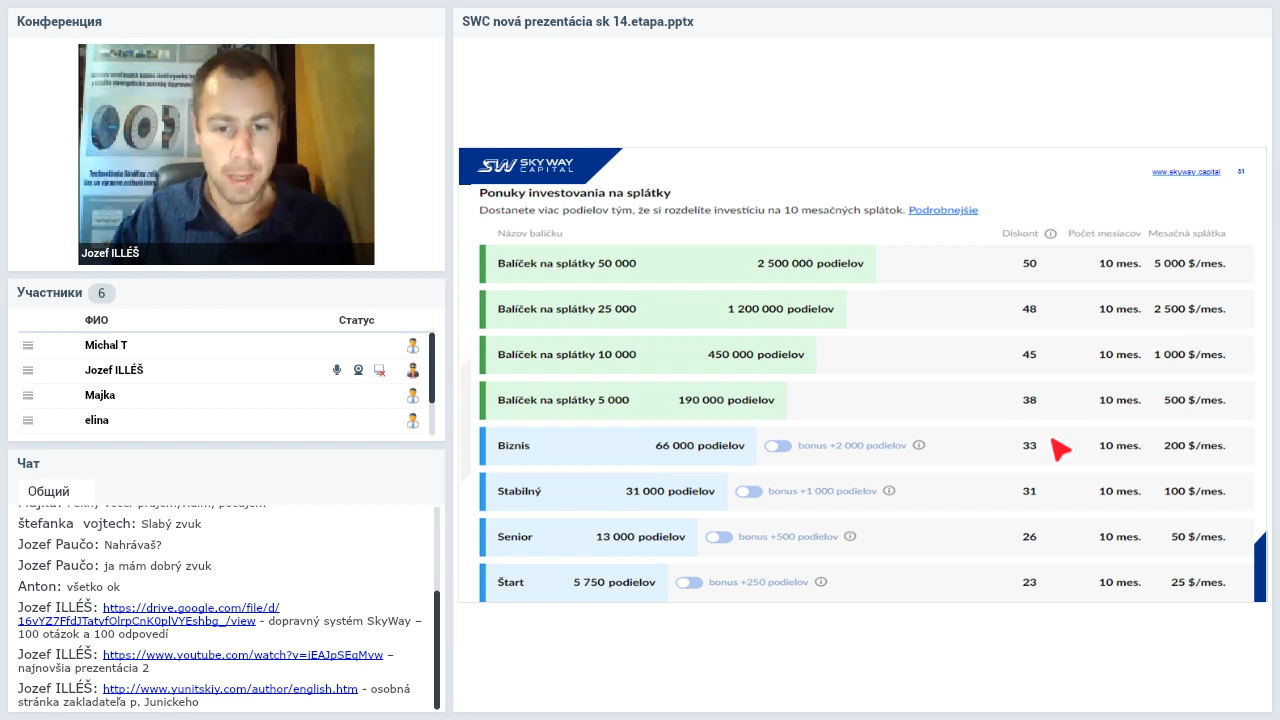 Конференция
Jozef ILLÉŠ
Участники 6
ФИО Статус
Michal T
Jozef ILLÉŠ
Majka
elina
Чат
Общий
štefanka vojtech: Slabý zvuk
Jozef Paučo: Nahrávaš?
Jozef Paučo: ja mám dobrý zvuk
Anton: všetko ok
Jozef ILLÉŠ: https://drive.google.com/file/d/
16vYZ7FfdJTatvfOlrpCnK0plVYEshbg_/view - dopravný systém SkyWay –
100 otázok a 100 odpovedí
Jozef ILLÉŠ: https://www.youtube.com/watch?v=iEAJpSEqMvw –
najnovšia prezentácia 2
Jozef ILLÉŠ: http://www.yunitskiy.com/author/english.htm - osobná
stránka zakladateľa p. Junického
SWC nová prezentácia sk 14.etapa.pptx
SW SKY WAY
CAPITAL
www.skyway.capital 51
Ponuky investovania na splátky
Dostanete viac podielov tým, že si rozdelíte investíciu na 10 mesačných splátok. Podrobnejšie
Názov balíčku Diskont Počet mesiacov Mesačná splátka
Balíček na splátky 50 000 2 500 000 podielov 50 10 mes. 5 000 $/mes.
Balíček na splátky 25 000 1 200 000 podielov 48 10 mes. 2 500 $/mes.
Balíček na splátky 10 000 450 000 podielov 45 10 mes. 1 000 $/mes.
Balíček na splátky 5 000 190 000 podielov 38 10 mes. 500 $/mes.
Biznis 66 000 podielov bonus +2 000 podielov 33 10 mes. 200 $/mes.
Stabilný 31 000 podielov bonus +1 000 podielov 31 10 mes. 100 $/mes.
Senior 13 000 podielov bonus +500 podielov 26 10 mes. 50 $/mes.
Štart 5 750 podielov bonus +250 podielov 23 10 mes. 25 $/mes.